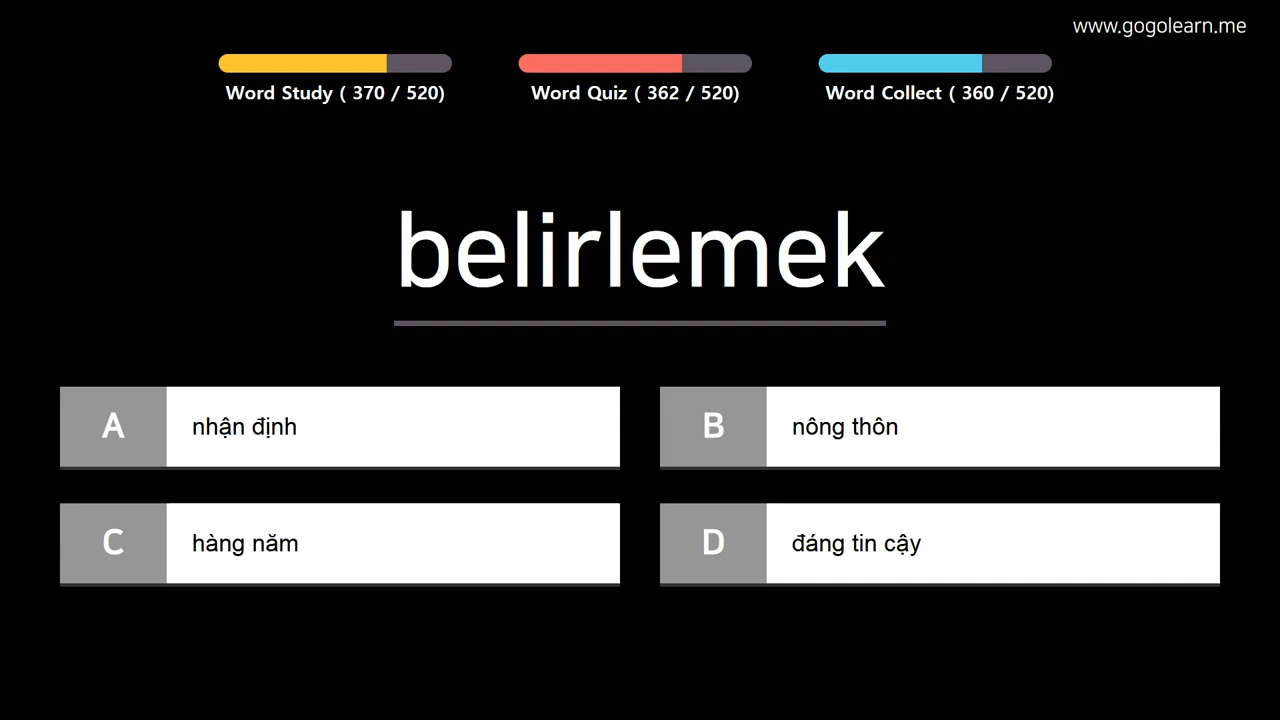 www.gogolearn.me
Word Study ( 370 / 520)
Word Quiz ( 362 / 520)
Word Collect ( 360 / 520)
belirlemek
A nhận định
B nông thôn
C hàng năm
D đáng tin cậy